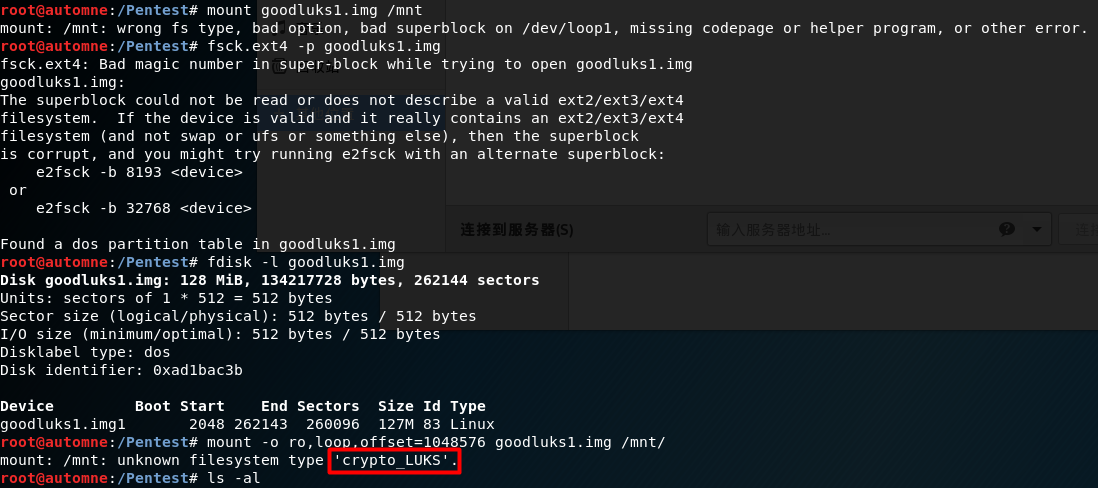 root@automne:/Pentest# mount goodluks1.img /mnt
mount: /mnt: wrong fs type, bad option, bad superblock on /dev/loop1, missing codepage or helper program, or other error.
root@automne:/Pentest# fsck.ext4 -p goodluks1.img
fsck.ext4: Bad magic number in super-block while trying to open goodluks1.img
goodluks1.img:
The superblock could not be read or does not describe a valid ext2/ext3/ext4
filesystem.  If the device is valid and it really contains an ext2/ext3/ext4
filesystem (and not swap or ufs or something else), then the superblock
is corrupt, and you might try running e2fsck with an alternate superblock:
    e2fsck -b 8193 <device>
 or
    e2fsck -b 32768 <device>
连接到服务器(S) 输入服务器地址...
Found a dos partition table in goodluks1.img
root@automne:/Pentest# fdisk -l goodluks1.img
Disk goodluks1.img: 128 MiB, 134217728 bytes, 262144 sectors
Units: sectors of 1 * 512 = 512 bytes
Sector size (logical/physical): 512 bytes / 512 bytes
I/O size (minimum/optimal): 512 bytes / 512 bytes
Disklabel type: dos
Disk identifier: 0xad1bac3b
Device         Boot Start    End Sectors  Size Id Type
goodluks1.img1       2048 262143  260096  127M 83 Linux
root@automne:/Pentest# mount -o ro,loop,offset=1048576 goodluks1.img /mnt/
mount: /mnt: unknown filesystem type 'crypto_LUKS'.
root@automne:/Pentest# ls -al